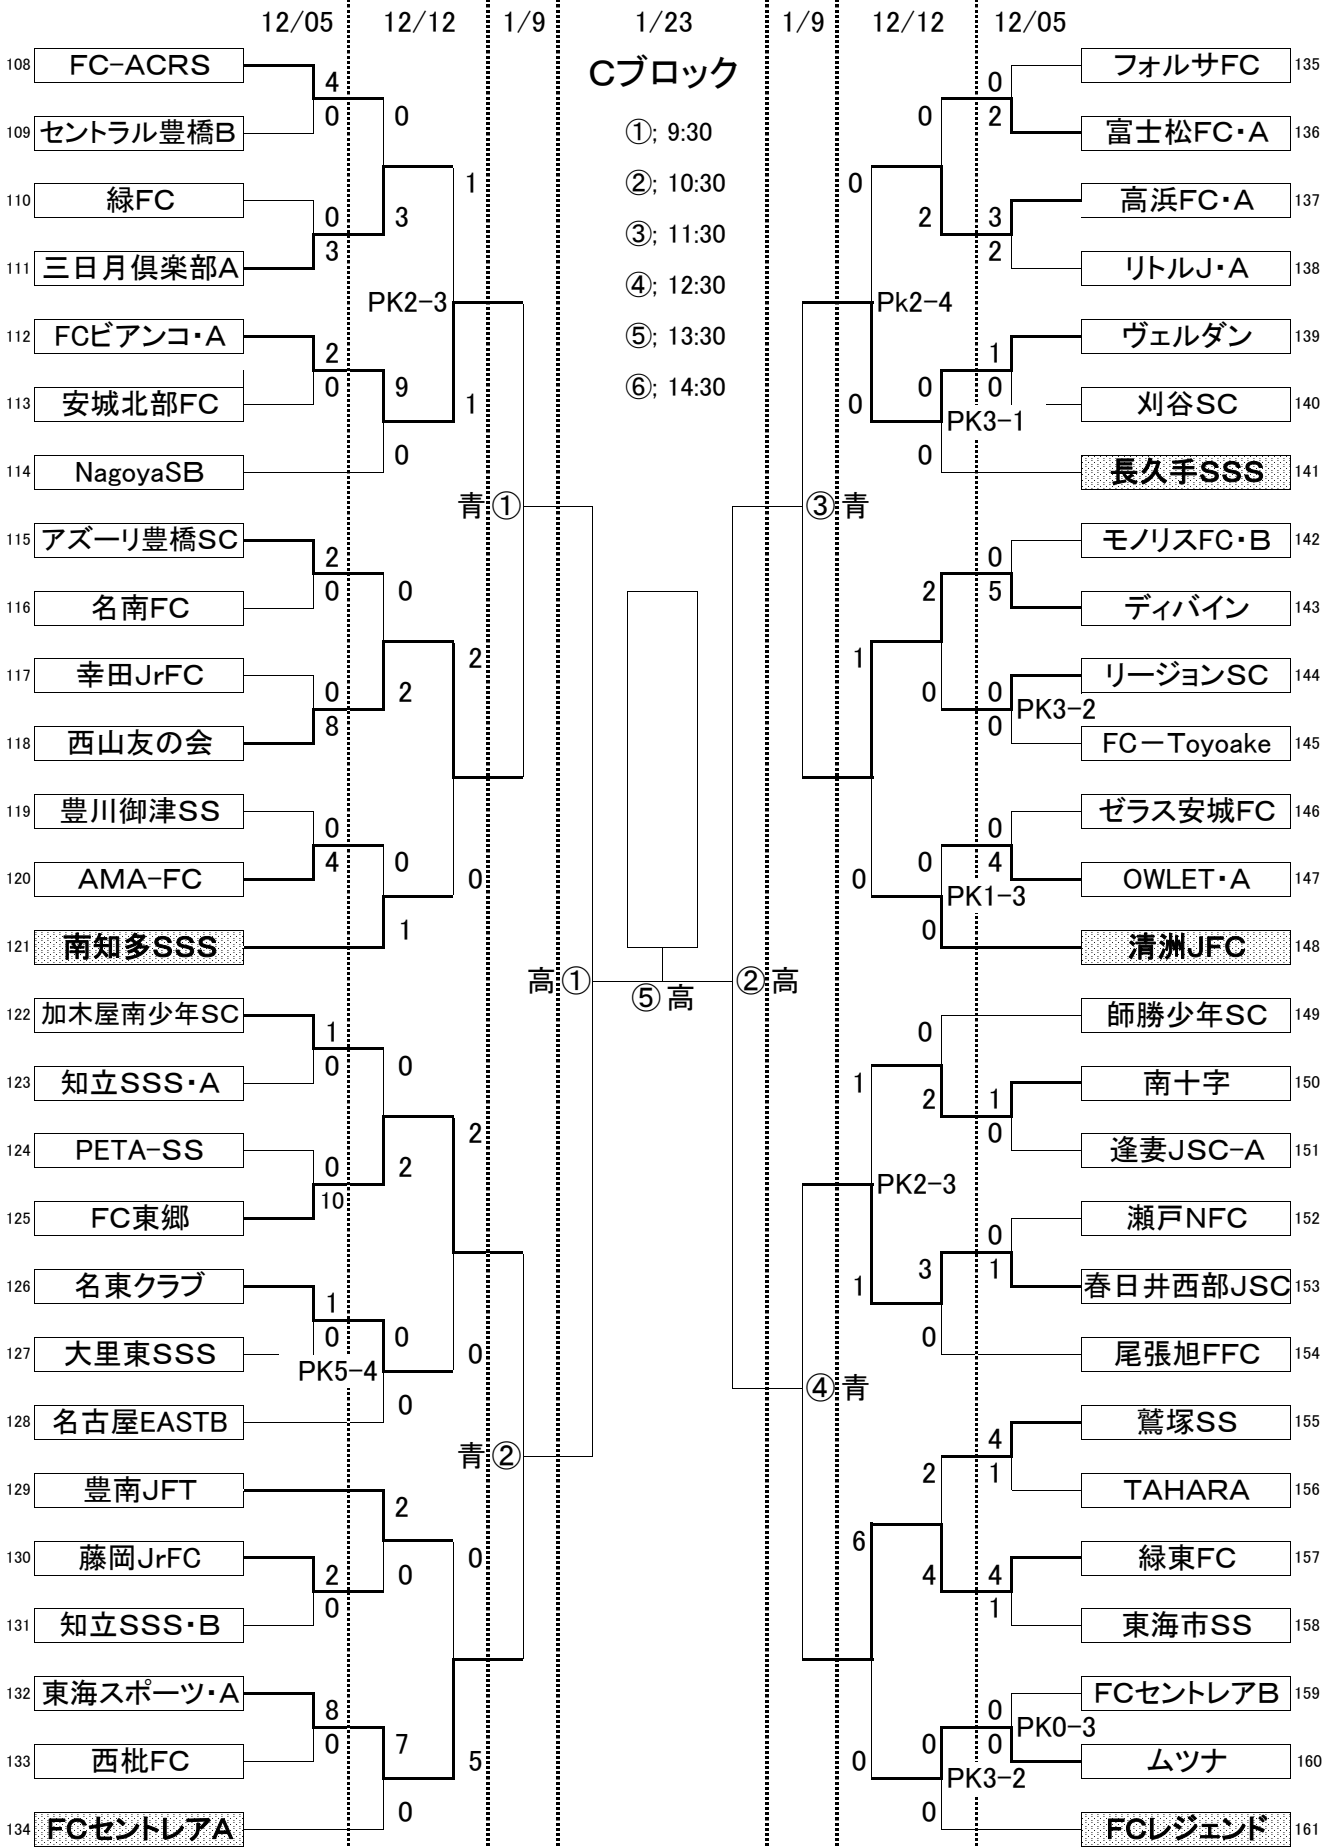 12/05 12/12 1/9 1/23 1/9 12/12 12/05
Cブロック
①; 9:30
②; 10:30
③; 11:30
④; 12:30
⑤; 13:30
⑥; 14:30
108 FC-ACRS
4
0
109 セントラル豊橋B
0
110 緑FC
0
3
111 三日月倶楽部A
3
1
PK2-3
112 FCビアンコ・A
2
0
113 安城北部FC
9
1
114 NagoyaSB
0
青①
115 アズーリ豊橋SC
2
0
116 名南FC
0
117 幸田JrFC
0
8
118 西山友の会
2
2
119 豊川御津SS
0
4
120 AMA-FC
0
0
121 南知多SSS
1
高①
122 加木屋南少年SC
1
0
123 知立SSS・A
0
124 PETA-SS
0
10
125 FC東郷
2
2
126 名東クラブ
1
0
127 大里東SSS
PK5-4
0
0
128 名古屋EASTB
0
青②
129 豊南JFT
2
130 藤岡JrFC
2
0
131 知立SSS・B
0
0
132 東海スポーツ・A
8
0
133 西枇FC
7
5
134 FCセントレアA
0
⑤高
フォルサFC 135
0
2
富士松FC・A 136
0
高浜FC・A 137
3
2
リトルJ・A 138
2
0
Pk2-4
ヴェルダン 139
1
0
刈谷SC 140
0
PK3-1
0
長久手SSS 141
0
③青
モノリスFC・B 142
0
5
ディバイン 143
2
リージョンSC 144
0
PK3-2
0
FC－Toyoake 145
0
1
ゼラス安城FC 146
0
4
OWLET・A 147
0
PK1-3
0
清洲JFC 148
0
②高
師勝少年SC 149
0
南十字 150
1
0
逢妻JSC-A 151
2
1
PK2-3
瀬戸NFC 152
0
1
春日井西部JSC 153
3
1
尾張旭FFC 154
0
④青
鷲塚SS 155
4
1
TAHARA 156
2
緑東FC 157
4
1
東海市SS 158
4
6
FCセントレアB 159
0
PK0-3
0
ムツナ 160
0
PK3-2
0
FCレジェンド 161
0